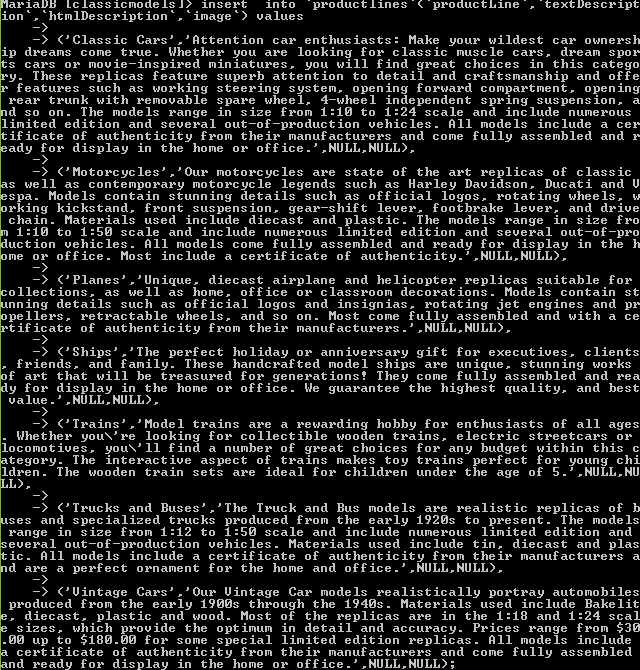 MariaDB [classicmodels]> insert  into `productlines`(`productLine`,`textDescript
ion`,`htmlDescription`,`image`) values
    ->
    -> ('Classic Cars','Attention car enthusiasts: Make your wildest car ownersh
ip dreams come true. Whether you are looking for classic muscle cars, dream spor
ts cars or movie-inspired miniatures, you will find great choices in this catego
ry. These replicas feature superb attention to detail and craftsmanship and offe
r features such as working steering system, opening forward compartment, opening
 rear trunk with removable spare wheel, 4-wheel independent spring suspension, a
nd so on. The models range in size from 1:10 to 1:24 scale and include numerous
limited edition and several out-of-production vehicles. All models include a cer
tificate of authenticity from their manufacturers and come fully assembled and r
eady for display in the home or office.',NULL,NULL),
    ->
    -> ('Motorcycles','Our motorcycles are state of the art replicas of classic
as well as contemporary motorcycle legends such as Harley Davidson, Ducati and V
espa. Models contain stunning details such as official logos, rotating wheels, w
orking kickstand, front suspension, gear-shift lever, footbrake lever, and drive
 chain. Materials used include diecast and plastic. The models range in size fro
m 1:10 to 1:50 scale and include numerous limited edition and several out-of-pro
duction vehicles. All models come fully assembled and ready for display in the h
ome or office. Most include a certificate of authenticity.',NULL,NULL),
    ->
    -> ('Planes','Unique, diecast airplane and helicopter replicas suitable for
collections, as well as home, office or classroom decorations. Models contain st
unning details such as official logos and insignias, rotating jet engines and pr
opellers, retractable wheels, and so on. Most come fully assembled and with a ce
rtificate of authenticity from their manufacturers.',NULL,NULL),
    ->
    -> ('Ships','The perfect holiday or anniversary gift for executives, clients
, friends, and family. These handcrafted model ships are unique, stunning works
of art that will be treasured for generations! They come fully assembled and rea
dy for display in the home or office. We guarantee the highest quality, and best
 value.',NULL,NULL),
    ->
    -> ('Trains','Model trains are a rewarding hobby for enthusiasts of all ages
. Whether you\'re looking for collectible wooden trains, electric streetcars or
locomotives, you\'ll find a number of great choices for any budget within this c
ategory. The interactive aspect of trains makes toy trains perfect for young chi
ldren. The wooden train sets are ideal for children under the age of 5.',NULL,NU
LL),
    ->
    -> ('Trucks and Buses','The Truck and Bus models are realistic replicas of b
uses and specialized trucks produced from the early 1920s to present. The models
 range in size from 1:12 to 1:50 scale and include numerous limited edition and
several out-of-production vehicles. Materials used include tin, diecast and plas
tic. All models include a certificate of authenticity from their manufacturers a
nd are a perfect ornament for the home and office.',NULL,NULL),
    ->
    -> ('Vintage Cars','Our Vintage Car models realistically portray automobiles
 produced from the early 1900s through the 1940s. Materials used include Bakelit
e, diecast, plastic and wood. Most of the replicas are in the 1:18 and 1:24 scal
e sizes, which provide the optimum in detail and accuracy. Prices range from $30
.00 up to $180.00 for some special limited edition replicas. All models include
a certificate of authenticity from their manufacturers and come fully assembled
and ready for display in the home or office.',NULL,NULL);